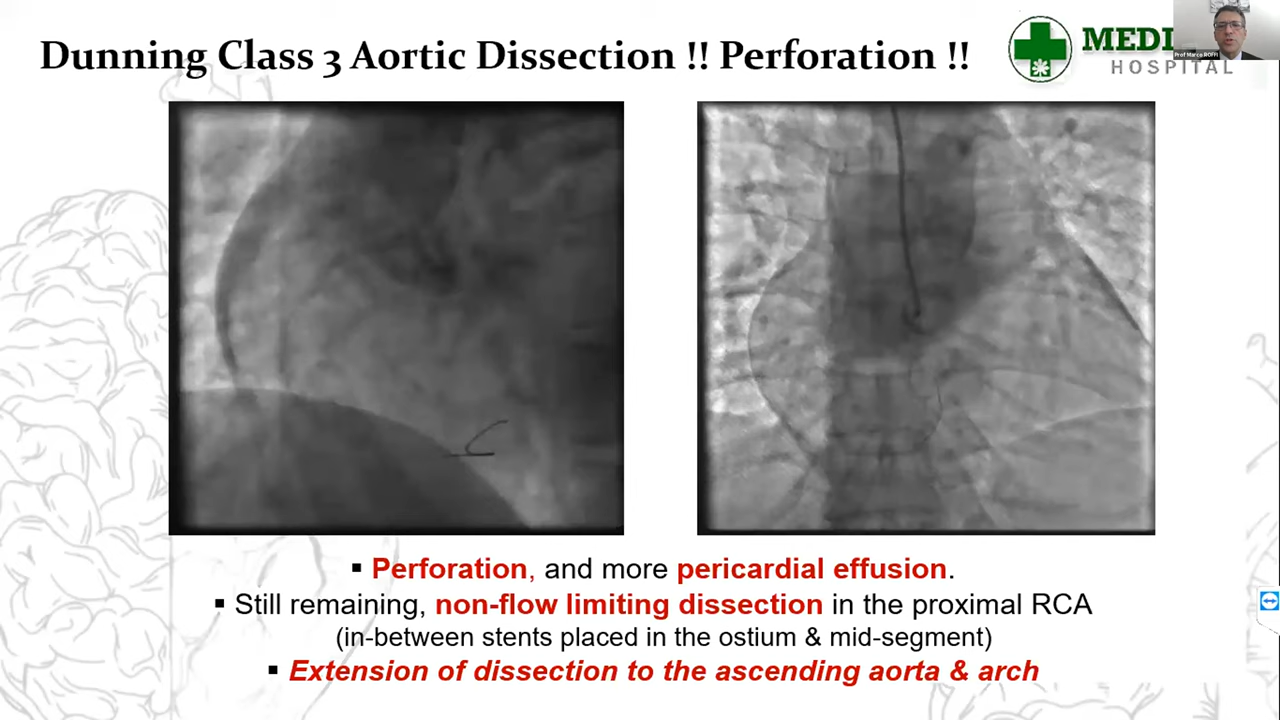 Dunning Class 3 Aortic Dissection !! Perforation !!
HOSPITAL
▪ Perforation, and more pericardial effusion.
▪ Still remaining, non-flow limiting dissection in the proximal RCA
(in-between stents placed in the ostium & mid-segment)
▪ Extension of dissection to the ascending aorta & arch